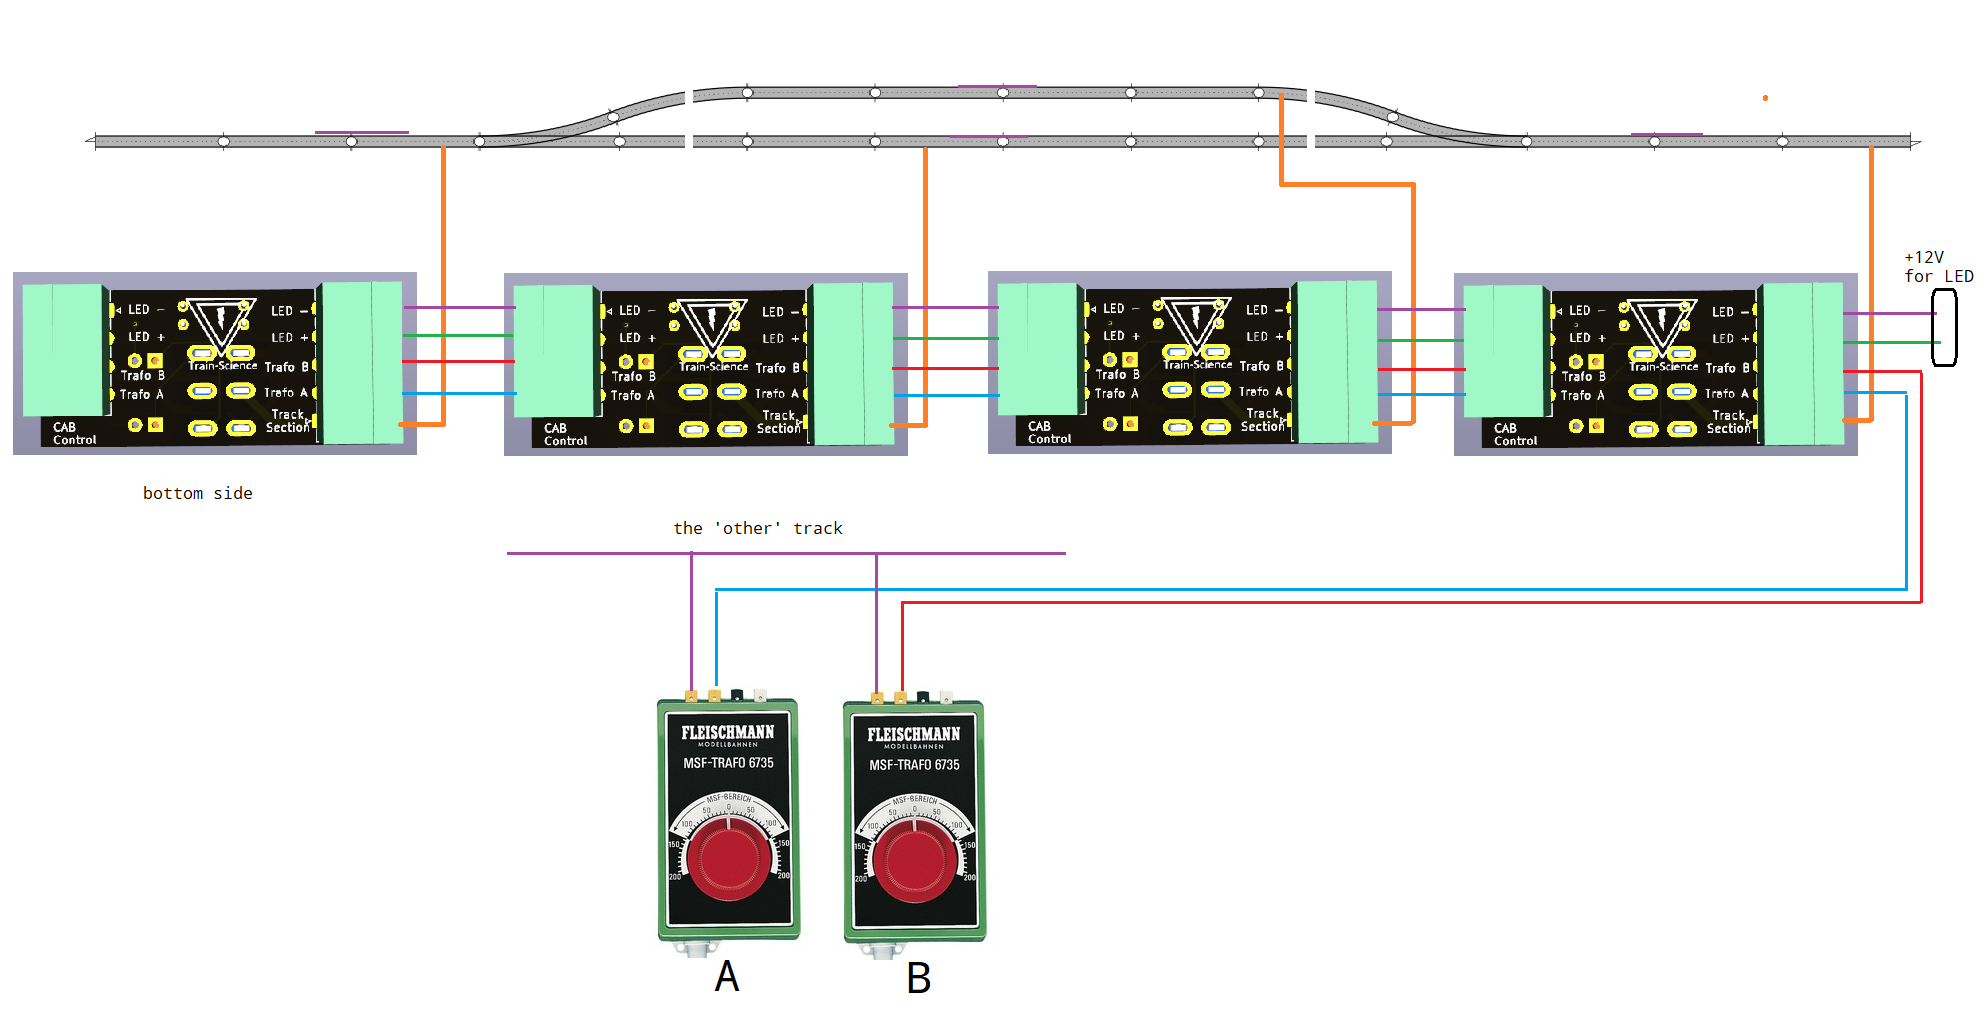 +12V
for LED
LED -
LED +
Trafo B
Trafo A
CAB
Control
Train-Science
LED -
LED +
Trafo B
Trafo A
Track
Section
LED -
LED +
Trafo B
Trafo A
CAB
Control
Train-Science
LED -
LED +
Trafo B
Trafo A
Track
Section
LED -
LED +
Trafo B
Trafo A
CAB
Control
Train-Science
LED -
LED +
Trafo B
Trafo A
Track
Section
LED -
LED +
Trafo B
Trafo A
CAB
Control
Train-Science
LED -
LED +
Trafo B
Trafo A
Track
Section
bottom side
the 'other' track
FLEISCHMANN
MODELLBAHNEN
MSF-TRAFO 6735
MSF-BEREICH
200 150 100 50 0 50 100 150 200
A
FLEISCHMANN
MODELLBAHNEN
MSF-TRAFO 6735
MSF-BEREICH
200 150 100 50 0 50 100 150 200
B